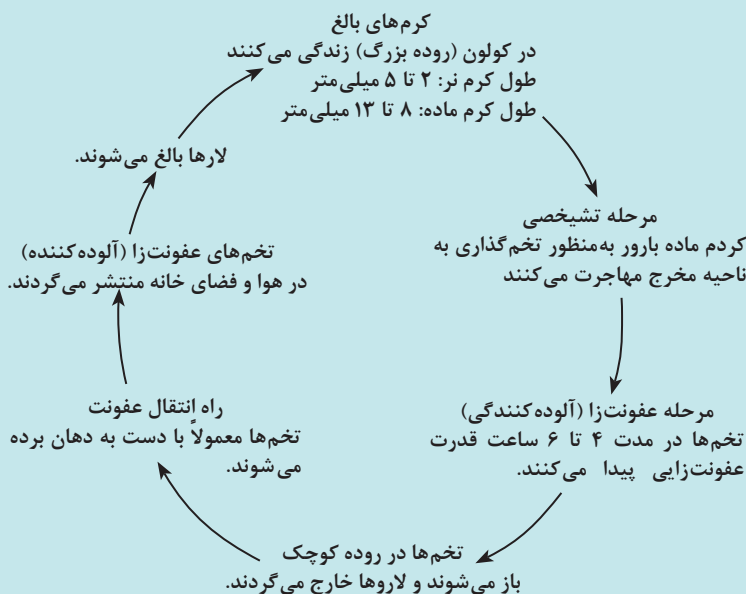 کرم‌های بالغ
در کولون (روده بزرگ) زندگی می‌کنند
طول کرم نر: ۲ تا ۵ میلی‌متر
طول کرم ماده: ۸ تا ۱۳ میلی‌متر
مرحله تشیخصی
کردم ماده بارور به‌منظور تخم‌گذاری به
ناحیه مخرج مهاجرت می‌کنند
مرحله عفونت‌زا (آلوده‌کنندگی)
تخم‌ها در مدت ۴ تا ۶ ساعت قدرت
عفونت‌زایی پیدا می‌کنند.
تخم‌ها در روده کوچک
باز می‌شوند و لاروها خارج می‌گردند.
راه انتقال عفونت
تخم‌ها معمولاً با دست به دهان برده
می‌شوند.
تخم‌های عفونت‌زا (آلوده‌کننده)
در هوا و فضای خانه منتشر می‌گردند.
لارها بالغ می‌شوند.